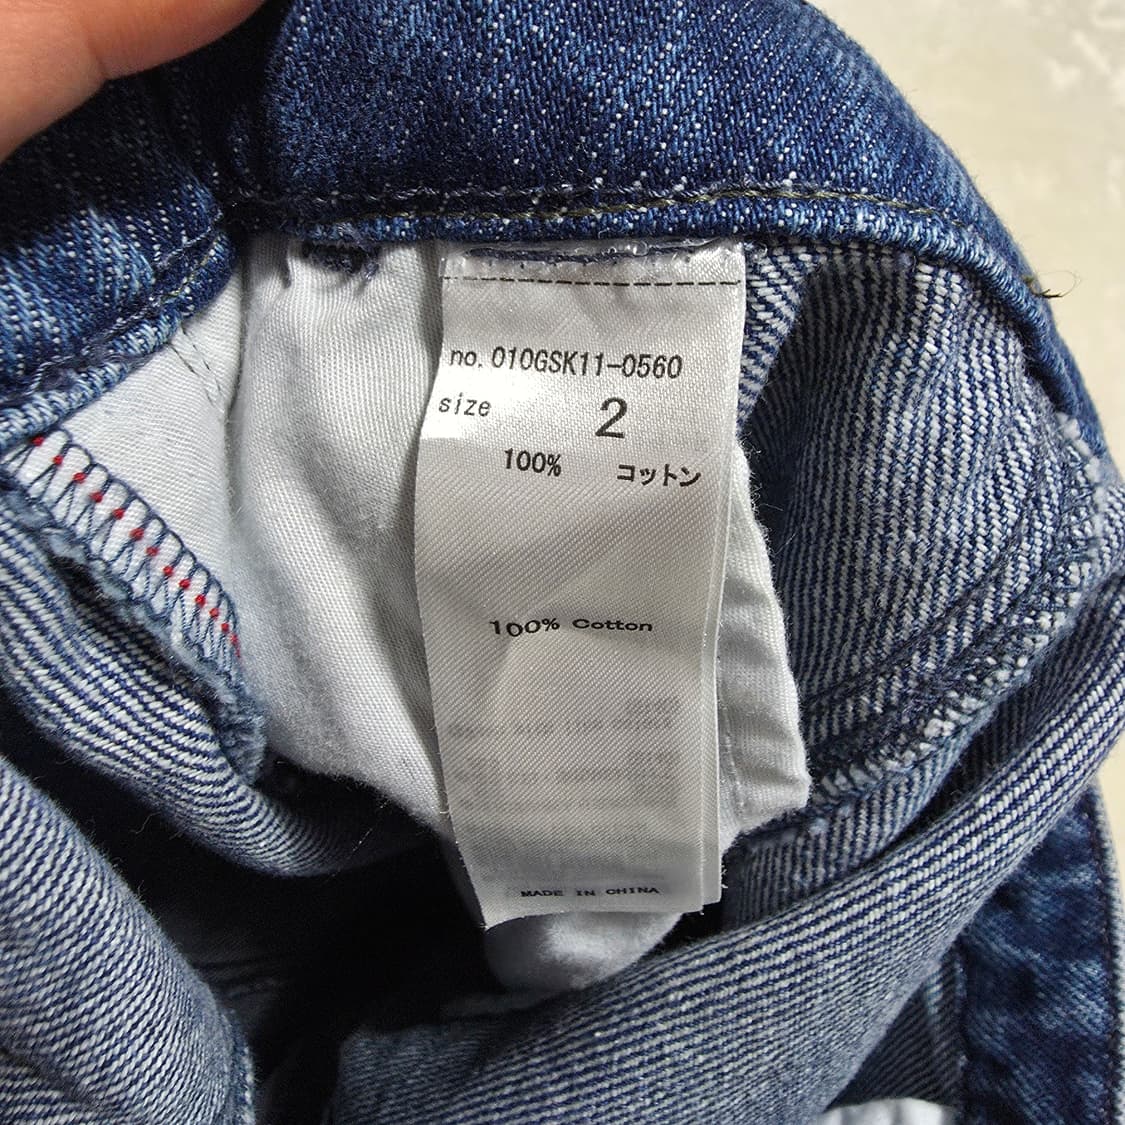 no. 010GSK11-0560
size 2
100% コットン
100% Cotton
MADE IN CHINA